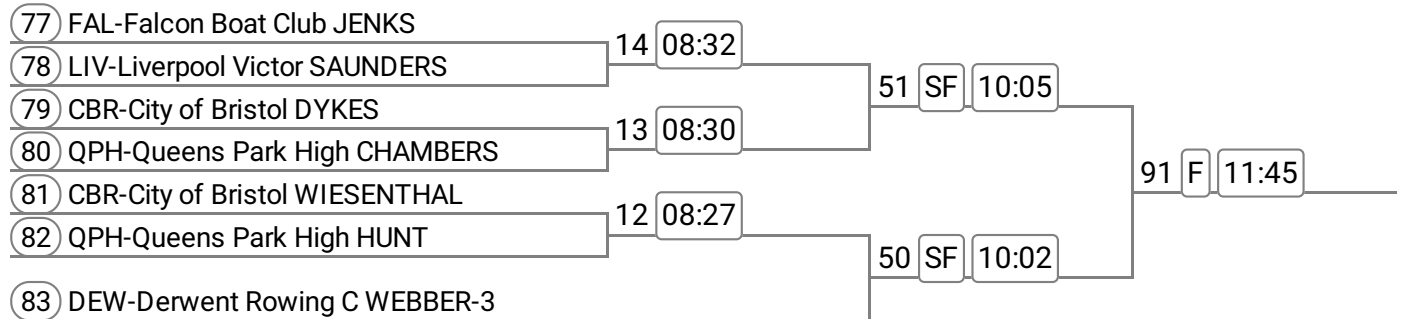 77 FAL-Falcon Boat Club JENKS
14 08:32
78 LIV-Liverpool Victor SAUNDERS
51 SF 10:05
79 CBR-City of Bristol DYKES
13 08:30
80 QPH-Queens Park High CHAMBERS
91 F 11:45
81 CBR-City of Bristol WIESENTHAL
12 08:27
82 QPH-Queens Park High HUNT
50 SF 10:02
83 DEW-Derwent Rowing C WEBBER-3